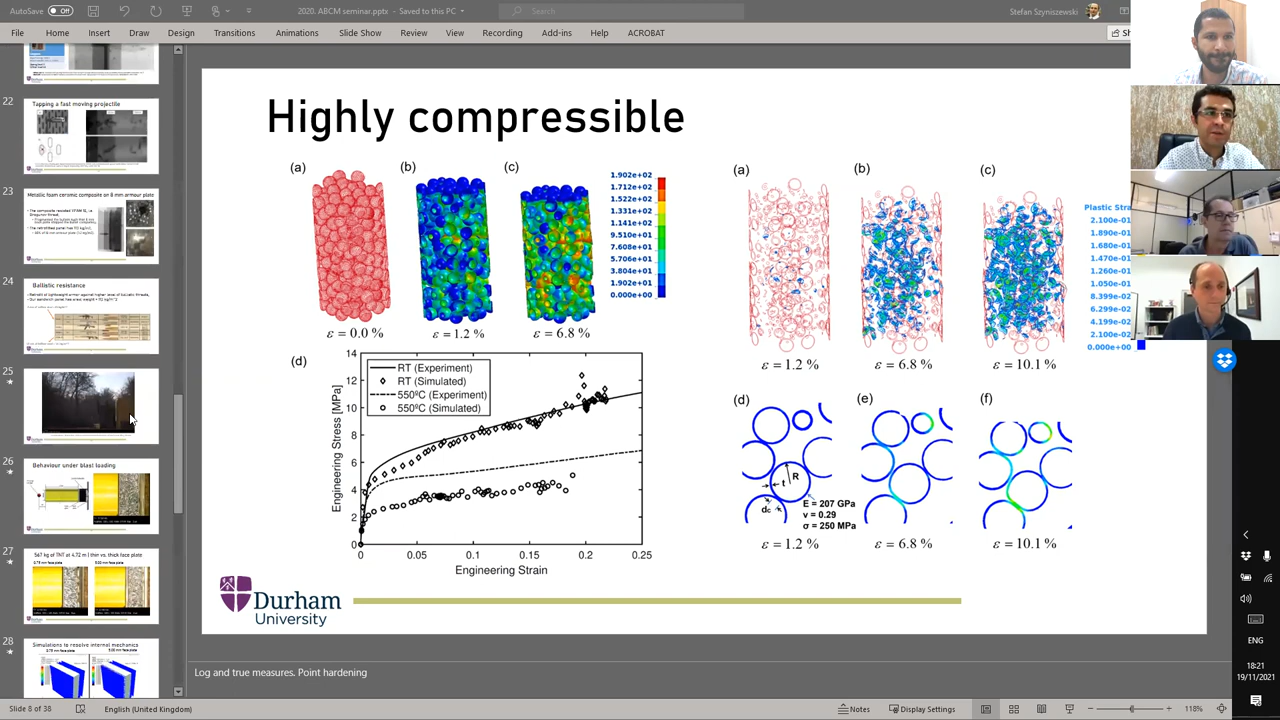 AutoSave
Off
2020. ABCM seminar.pptx - Saved to this PC
Stefan Szyniszewski
File Home Insert Draw Design Transitions Animations Slide Show Review View Recording Add-ins Help ACROBAT
Sh
22
Tapping a fast moving projectile
23
Metallic foam ceramic composite on 8 mm armour plate
24
Ballistic resistance
25
26
Behaviour under blast loading
27
567 kg of TNT at 4.72 m | thin vs. thick face plate
28
Simulations to resolve internal mechanics
Highly compressible
(a) (b) (c)
1.902e+02
1.712e+02
1.522e+02
1.331e+02
1.141e+02
9.510e+01
7.608e+01
5.706e+01
3.804e+01
1.902e+01
0.000e+00
ε = 0.0 % ε = 1.2 % ε = 6.8 %
(a) (b) (c)
Plastic Stra
2.100e-01
1.890e-01
1.680e-01
1.470e-01
1.260e-01
1.050e-01
8.399e-02
6.299e-02
4.199e-02
2.100e-02
0.000e+00
ε = 1.2 % ε = 6.8 % ε = 10.1 %
(d)
14
12
10
8
6
4
2
0
Engineering Stress [MPa]
RT (Experiment)
RT (Simulated)
550ºC (Experiment)
550ºC (Simulated)
0 0.05 0.1 0.15 0.2 0.25
Engineering Strain
(d) (e) (f)
R
t
dc
E = 207 GPa
v = 0.29
σ = 250 MPa
ε = 1.2 % ε = 6.8 % ε = 10.1 %
Durham
University
Log and true measures. Point hardening
Slide 8 of 38
English (United Kingdom)
Notes
Display Settings
118%
ENG
18:21
19/11/2021